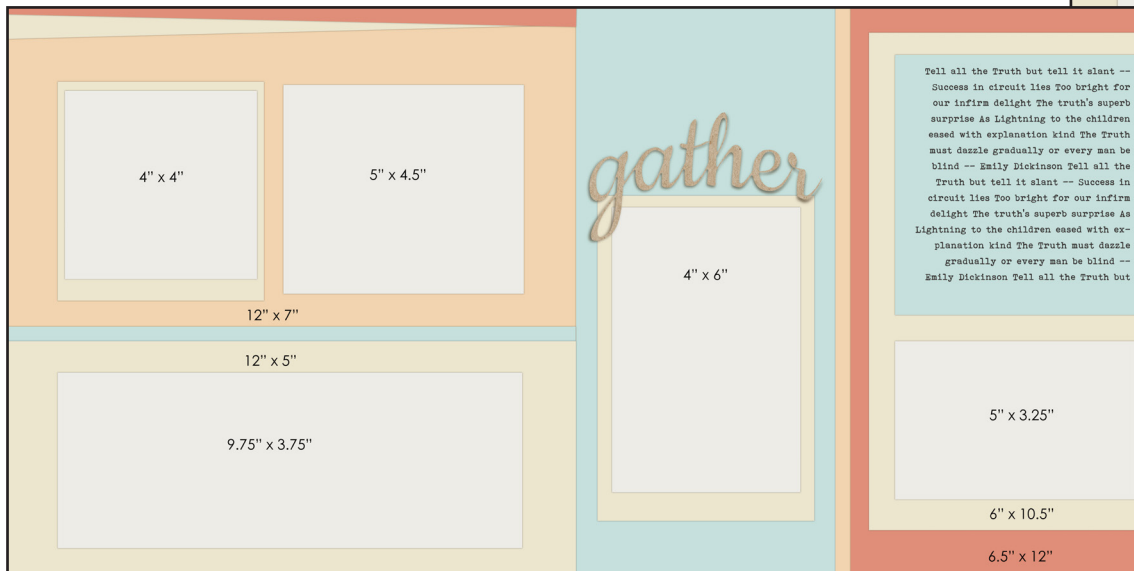 4” x 4”
5” x 4.5”
12” x 7”
12” x 5”
9.75” x 3.75”
gather
4” x 6”
Tell all the Truth but tell it slant --
Success in circuit lies Too bright for
our infirm delight The truth's superb
surprise As Lightning to the children
eased with explanation kind The Truth
must dazzle gradually or every man be
blind -- Emily Dickinson Tell all the
Truth but tell it slant -- Success in
circuit lies Too bright for our infirm
delight The truth's superb surprise As
Lightning to the children eased with ex-
planation kind The Truth must dazzle
gradually or every man be blind --
Emily Dickinson Tell all the Truth but
5” x 3.25”
6” x 10.5”
6.5” x 12”